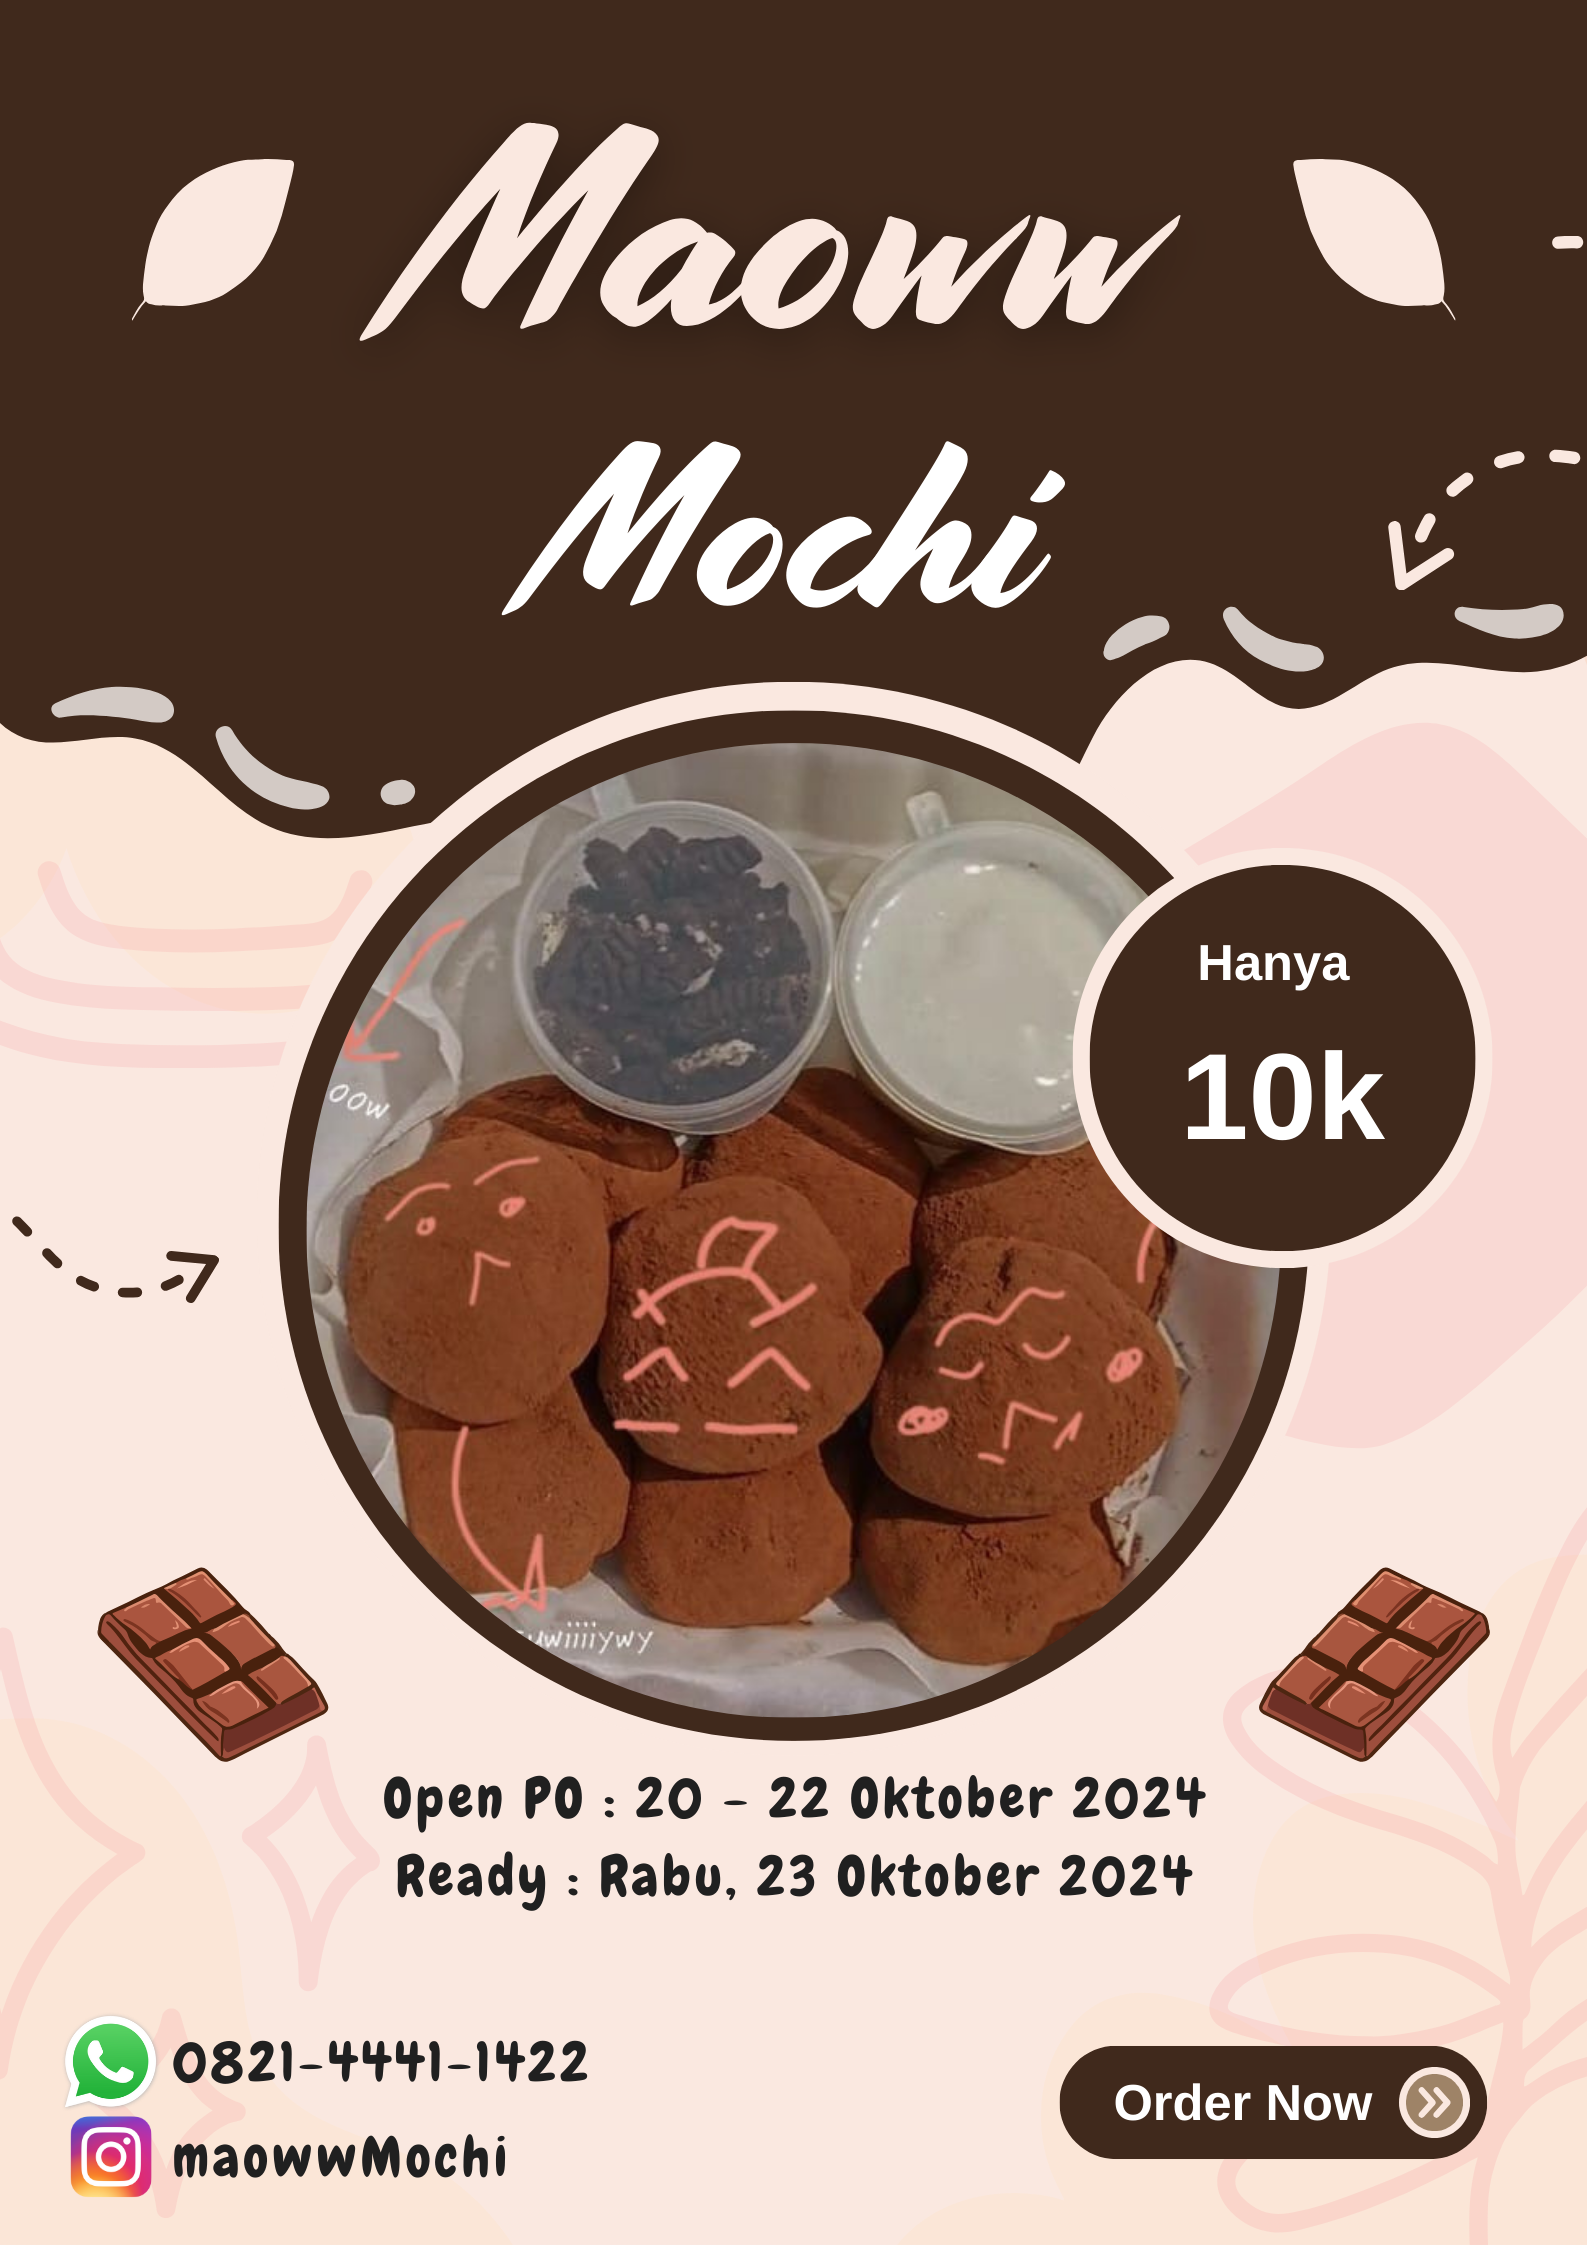 Maoww
Mochi
Hanya
10k
oow
Open PO : 20 - 22 Oktober 2024
Ready : Rabu, 23 Oktober 2024
0821-4441-1422
maowwMochi
Order Now